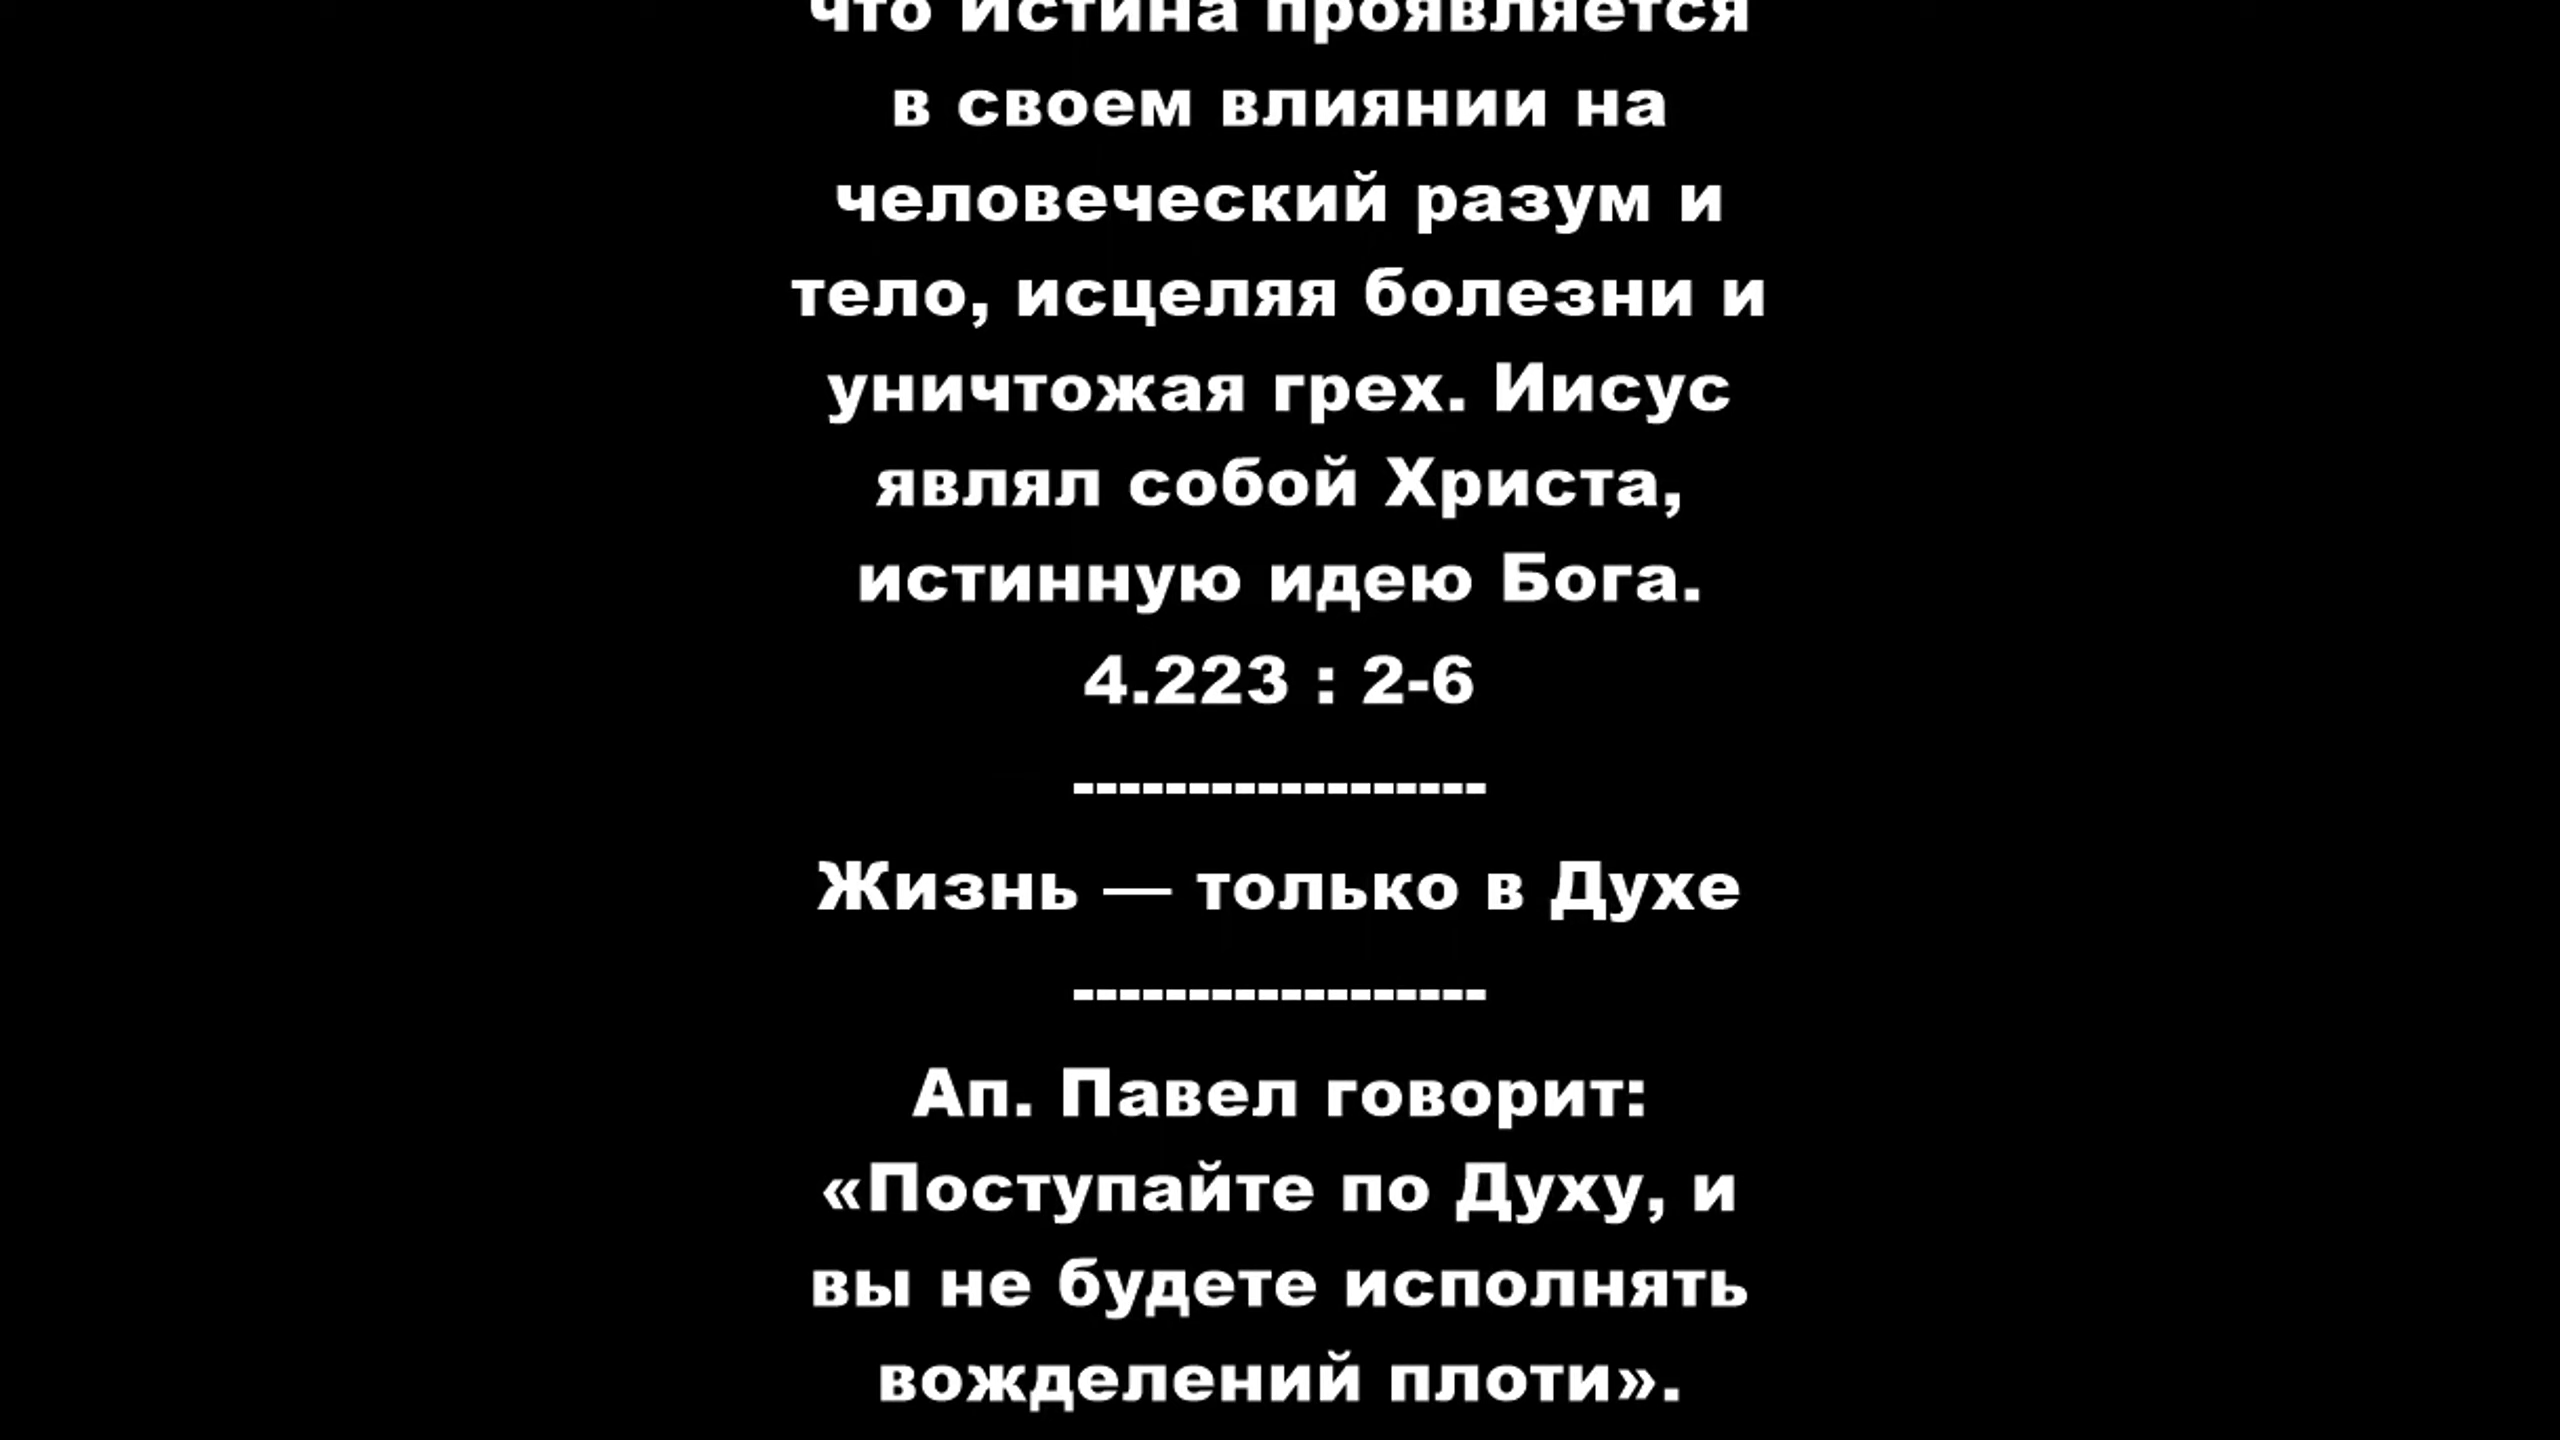 что Истина проявляется
в своем влиянии на
человеческий разум и
тело, исцеляя болезни и
уничтожая грех. Иисус
являл собой Христа,
истинную идею Бога.
4.223 : 2-6
------------------
Жизнь — только в Духе
------------------
Ап. Павел говорит:
«Поступайте по Духу, и
вы не будете исполнять
вожделений плоти».